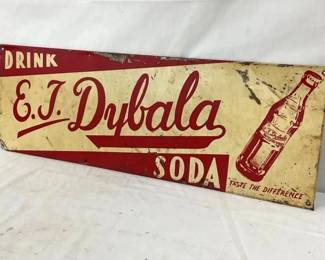 DRINK
E.J. Dybala
SODA
TASTE THE DIFFERENCE